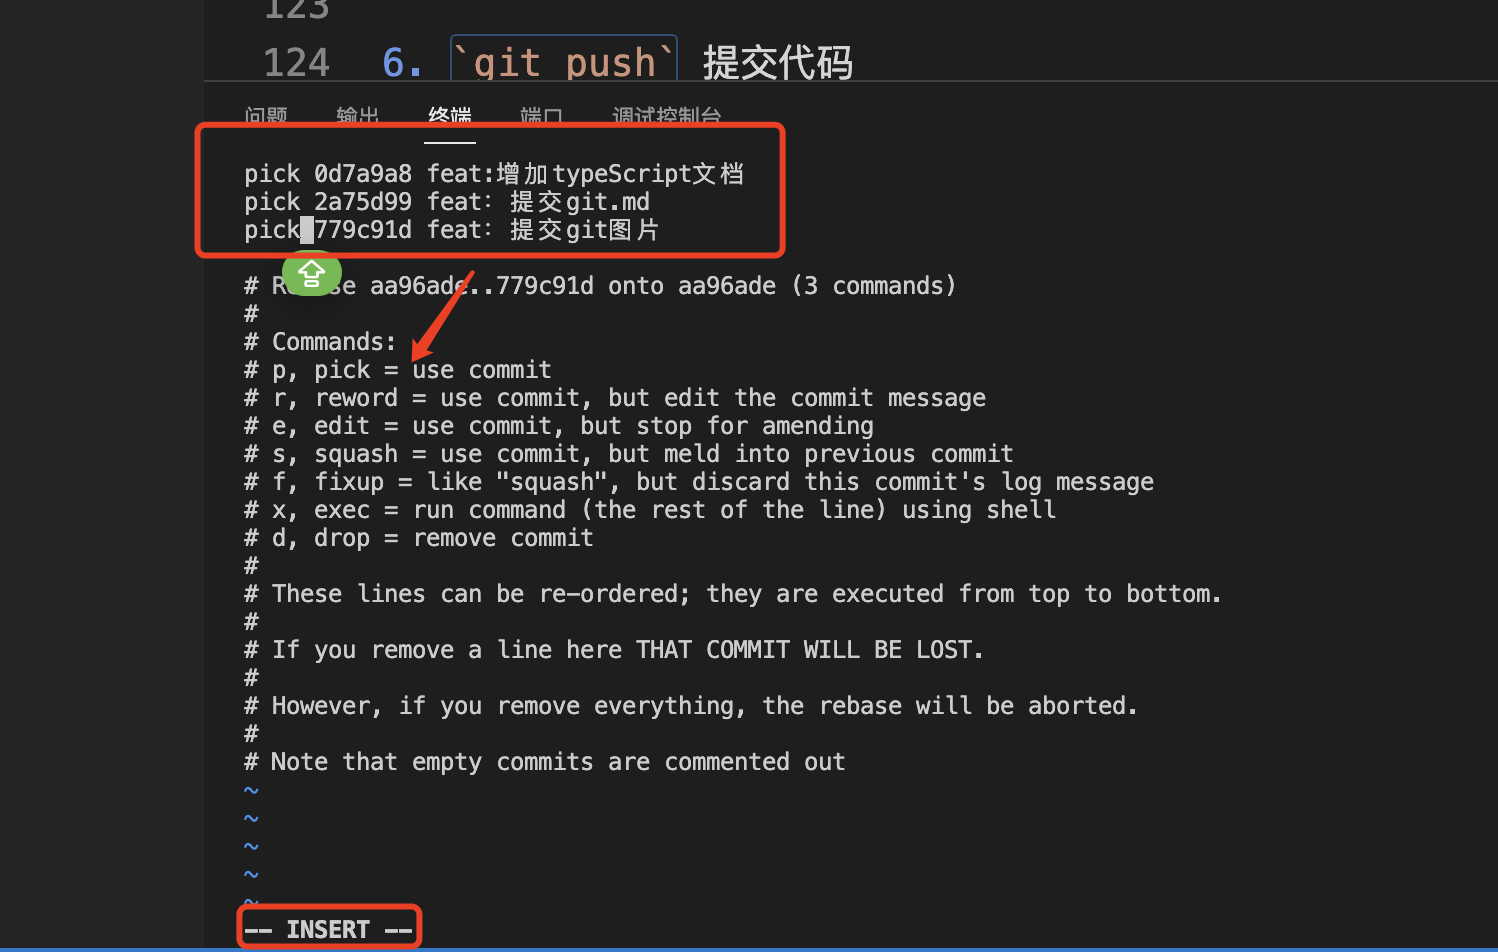 123
124 6. `git push` 提交代码
问题 输出 终端 端口 调试控制台
pick 0d7a9a8 feat:增加typeScript文档
pick 2a75d99 feat: 提交git.md
pick 779c91d feat: 提交git图片
# R se aa96ade..779c91d onto aa96ade (3 commands)
#
# Commands:
# p, pick = use commit
# r, reword = use commit, but edit the commit message
# e, edit = use commit, but stop for amending
# s, squash = use commit, but meld into previous commit
# f, fixup = like "squash", but discard this commit's log message
# x, exec = run command (the rest of the line) using shell
# d, drop = remove commit
#
# These lines can be re-ordered; they are executed from top to bottom.
#
# If you remove a line here THAT COMMIT WILL BE LOST.
#
# However, if you remove everything, the rebase will be aborted.
#
# Note that empty commits are commented out
~
~
~
~
~
-- INSERT --